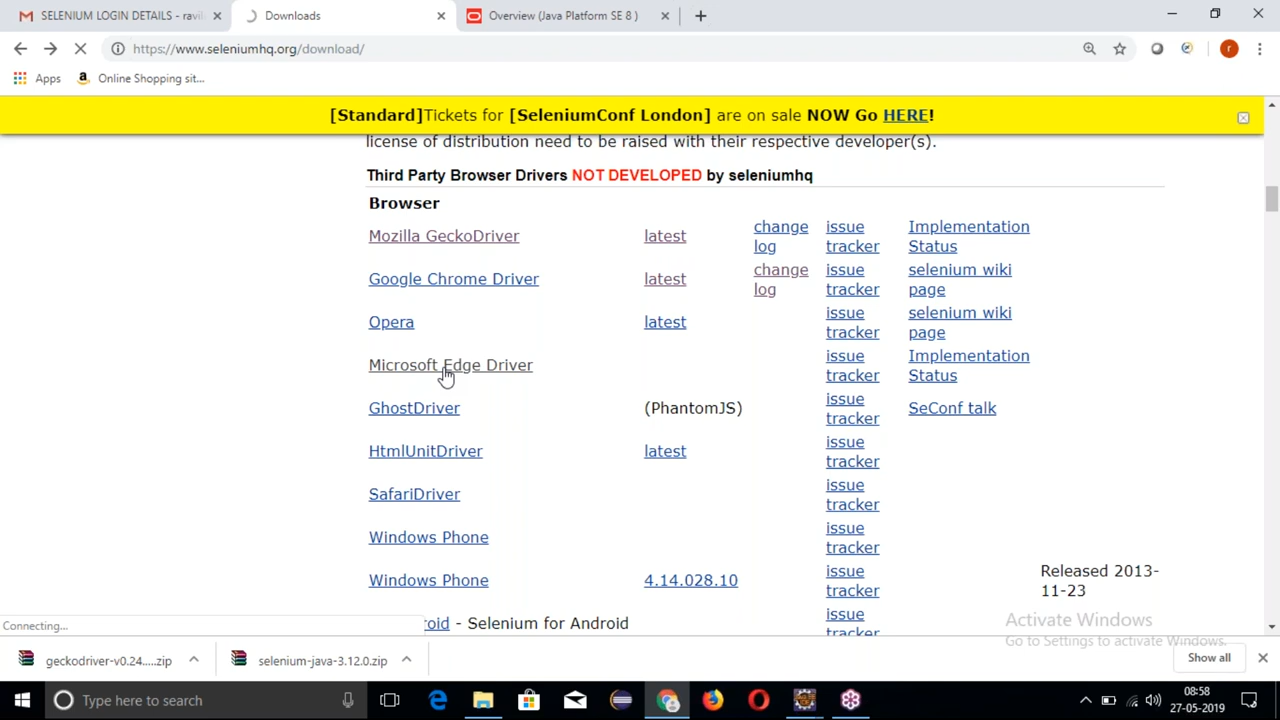 SELENIUM LOGIN DETAILS - ravil
Downloads
Overview (Java Platform SE 8 )
https://www.seleniumhq.org/download/
r
Apps
Online Shopping sit...
[Standard]Tickets for [SeleniumConf London] are on sale NOW Go HERE!
license of distribution need to be raised with their respective developer(s).
Third Party Browser Drivers NOT DEVELOPED by seleniumhq
Browser
Mozilla GeckoDriver latest change log issue tracker Implementation Status
Google Chrome Driver latest change log issue tracker selenium wiki page
Opera latest issue tracker selenium wiki page
Microsoft Edge Driver issue tracker Implementation Status
GhostDriver (PhantomJS) issue tracker SeConf talk
HtmlUnitDriver latest issue tracker
SafariDriver issue tracker
Windows Phone issue tracker
Windows Phone 4.14.028.10 issue tracker Released 2013-11-23
roid - Selenium for Android issue tracker
Connecting...
Activate Windows
Go to Settings to activate Windows.
geckodriver-v0.24....zip
selenium-java-3.12.0.zip
Show all
Type here to search
08:58
27-05-2019